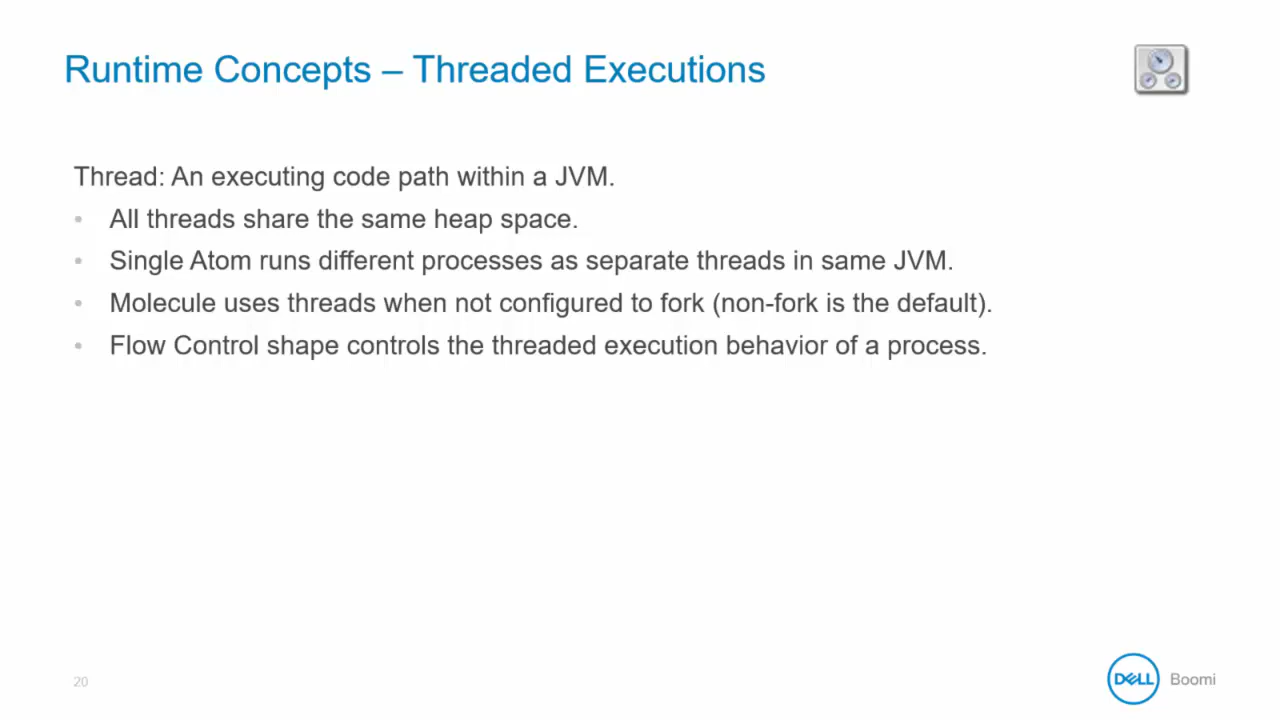 Runtime Concepts – Threaded Executions
Thread: An executing code path within a JVM.
• All threads share the same heap space.
• Single Atom runs different processes as separate threads in same JVM.
• Molecule uses threads when not configured to fork (non-fork is the default).
• Flow Control shape controls the threaded execution behavior of a process.
20
DELL Boomi